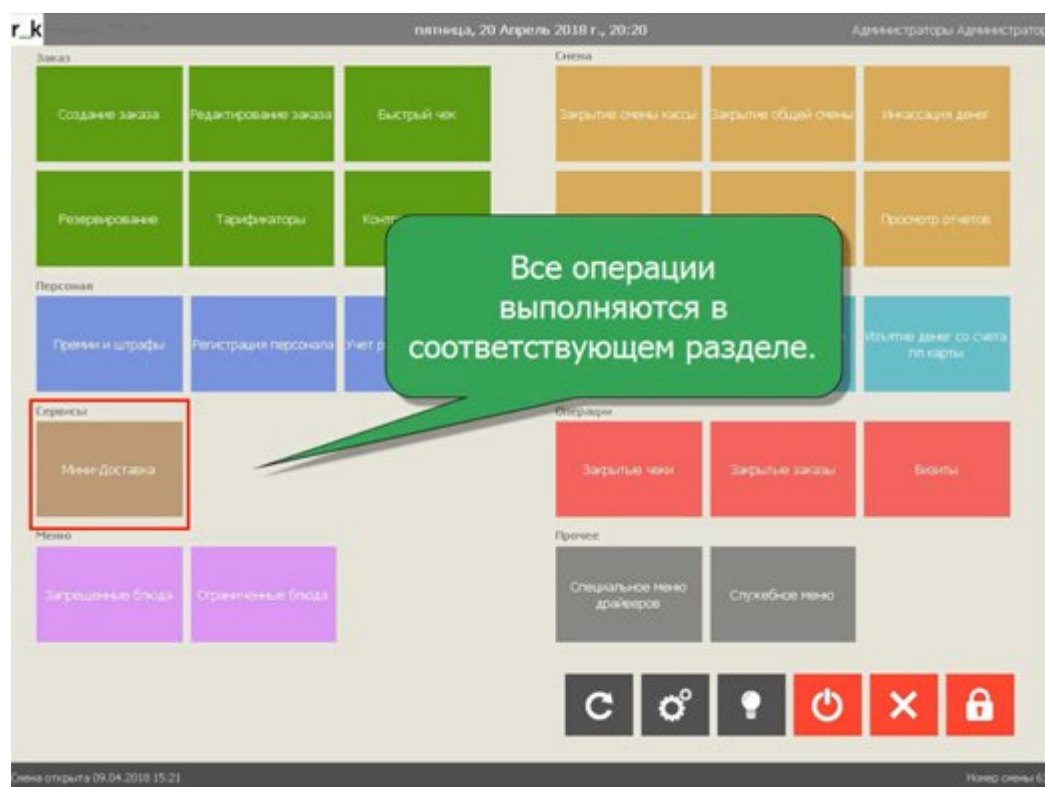 r_k
пятница, 20 Апрель 2018 г., 20:20
Администраторы Администратор
Заказ
Создание заказа
Редактирование заказа
Быстрый чек
Резервирование
Тарификаторы
Смена
Закрытие смены кассы
Закрытие общей смены
Инкассация денег
Просмотр отчетов
Все операции
выполняются в
соответствующем разделе.
Персонал
Премии и штрафы
Регистрация персонала
Изъятие денег со счета
пл карты
Сервисы
Мини-Доставка
Операции
Закрытые чеки
Закрытые заказы
Визиты
Меню
Запрещенные блюда
Ограниченные блюда
Прочее
Специальное меню
драйверов
Служебное меню
Смена открыта 09.04.2018 15:21
Номер смены